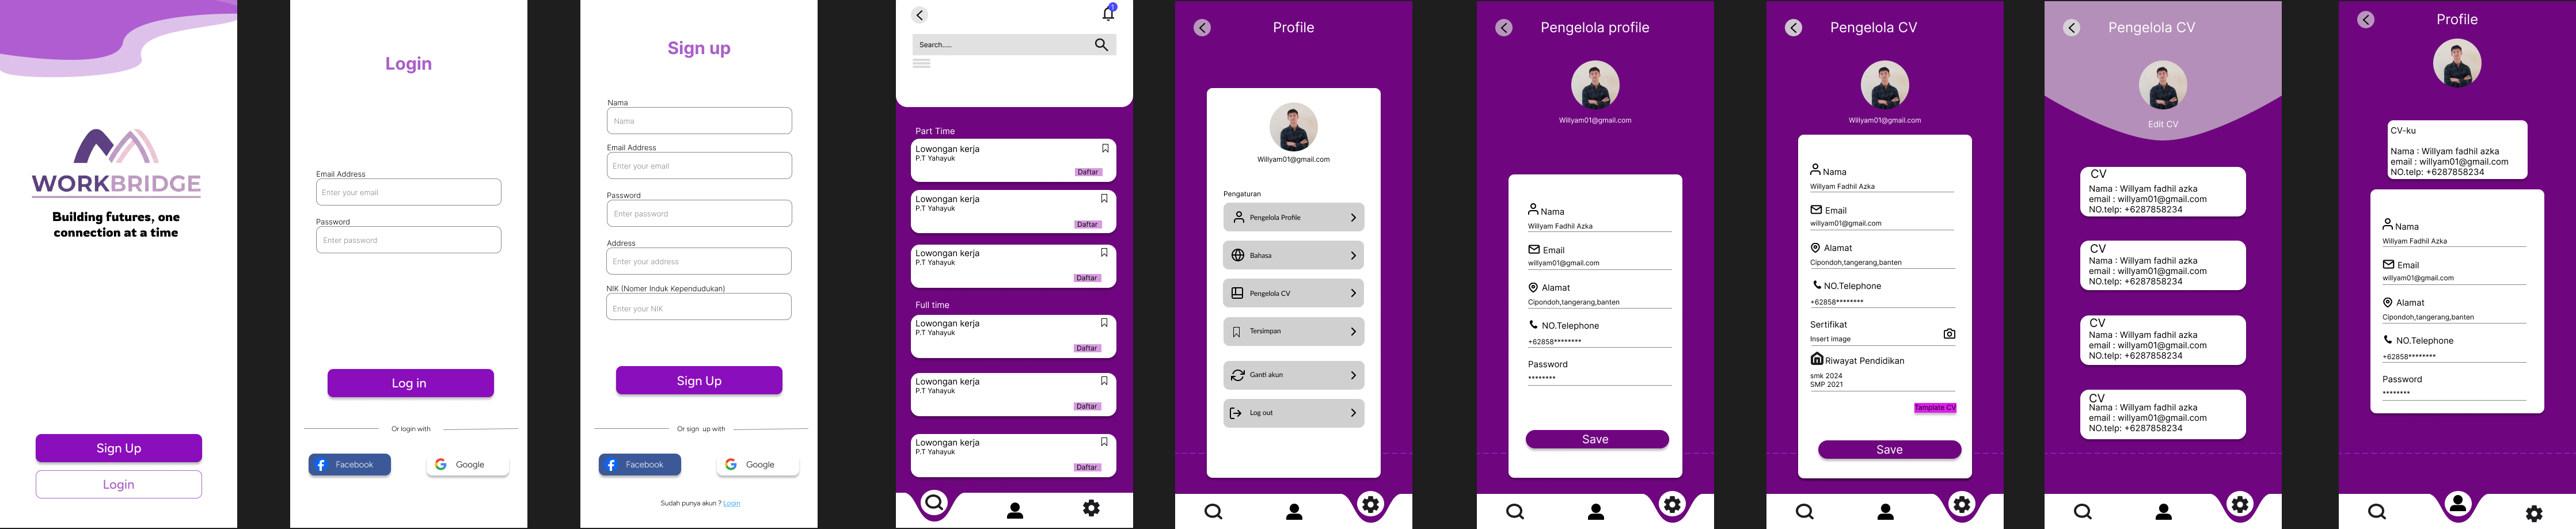 WORKBRIDGE
Building futures, one
connection at a time
Sign Up
Login
Login
Email Address
Enter your email
Password
Enter password
Log in
Or login with
Facebook
Google
Sign up
Nama
Nama
Email Address
Enter your email
Password
Enter password
Address
Enter your address
NIK (Nomer Induk Kependudukan)
Enter your NIK
Sign Up
Or sign up with
Facebook
Google
Sudah punya akun ? Login
1
Search.....
Part Time
Lowongan kerja
P.T Yahayuk
Daftar
Lowongan kerja
P.T Yahayuk
Daftar
Lowongan kerja
P.T Yahayuk
Daftar
Full time
Lowongan kerja
P.T Yahayuk
Daftar
Lowongan kerja
P.T Yahayuk
Daftar
Lowongan kerja
P.T Yahayuk
Daftar
Profile
Willyam01@gmail.com
Pengaturan
Pengelola Profile
Bahasa
Pengelola CV
Tersimpan
Ganti akun
Log out
Pengelola profile
Willyam01@gmail.com
Nama
Willyam Fadhil Azka
Email
willyam01@gmail.com
Alamat
Cipondoh,tangerang,banten
NO.Telephone
+62858********
Password
********
Save
Pengelola CV
Willyam01@gmail.com
Nama
Willyam Fadhil Azka
Email
willyam01@gmail.com
Alamat
Cipondoh,tangerang,banten
NO.Telephone
+62858********
Sertifikat
Insert image
Riwayat Pendidikan
smk 2024
SMP 2021
Tamplate CV
Save
Pengelola CV
Edit CV
CV
Nama : Willyam fadhil azka
email : willyam01@gmail.com
NO.telp: +6287858234
CV
Nama : Willyam fadhil azka
email : willyam01@gmail.com
NO.telp: +6287858234
CV
Nama : Willyam fadhil azka
email : willyam01@gmail.com
NO.telp: +6287858234
CV
Nama : Willyam fadhil azka
email : willyam01@gmail.com
NO.telp: +6287858234
Profile
CV-ku
Nama : Willyam fadhil azka
email : willyam01@gmail.com
NO.telp: +6287858234
Nama
Willyam Fadhil Azka
Email
willyam01@gmail.com
Alamat
Cipondoh,tangerang,banten
NO.Telephone
+62858********
Password
********